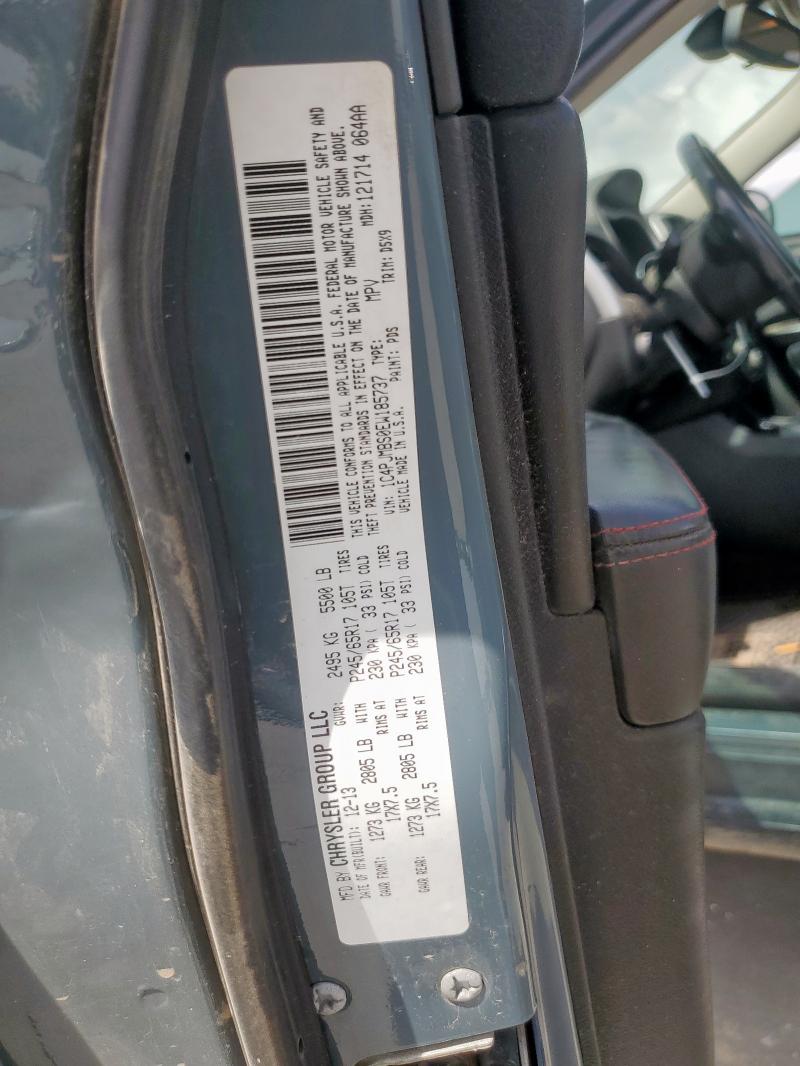 MFD BY CHRYSLER GROUP LLC
DATE OF MFR(BUILT): 12-13 GVWR: 2495 KG 5500 LB
GAWR FRONT: 1273 KG 2805 LB WITH P245/65R17 105T TIRES
17X7.5 RIMS AT 230 KPA ( 33 PSI) COLD
GAWR REAR: 1273 KG 2805 LB WITH P245/65R17 105T TIRES
17X7.5 RIMS AT 230 KPA ( 33 PSI) COLD
THIS VEHICLE CONFORMS TO ALL APPLICABLE U.S.A. FEDERAL MOTOR VEHICLE SAFETY AND
THEFT PREVENTION STANDARDS IN EFFECT ON THE DATE OF MANUFACTURE SHOWN ABOVE.
VIN: 1C4PJMBS0EW185737 TYPE: MPV MDH: 121714 064AA
VEHICLE MADE IN U.S.A. PAINT: PDS TRIM: D5X9